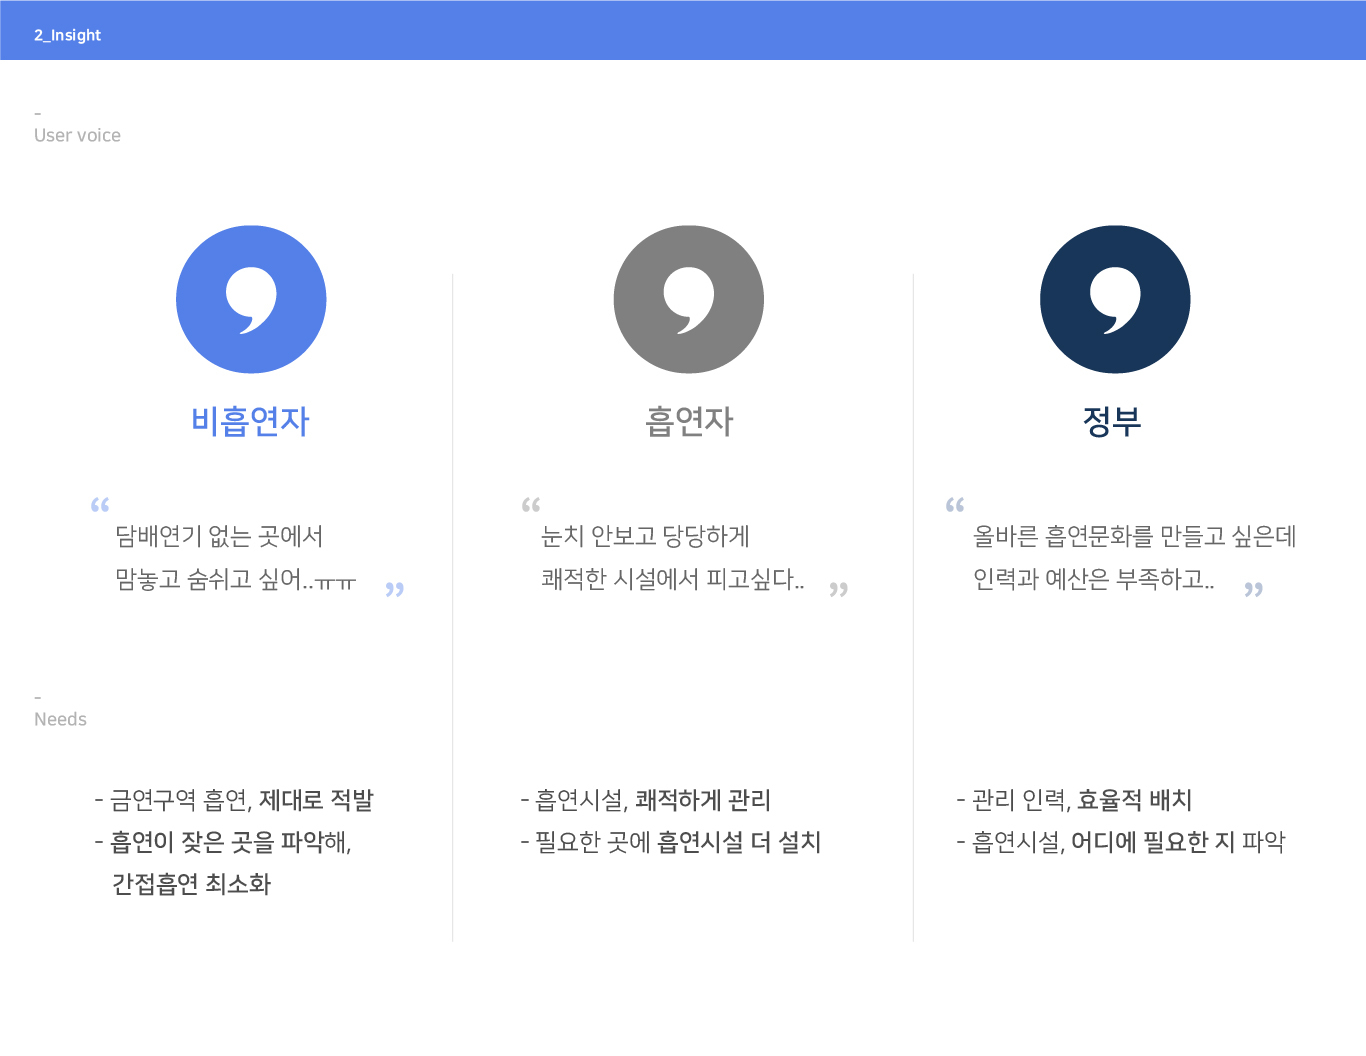 2_Insight
-
User voice
비흡연자
흡연자
정부
“ 담배연기 없는 곳에서
맘놓고 숨쉬고 싶어..ㅠㅠ ”
“ 눈치 안보고 당당하게
쾌적한 시설에서 피고싶다.. ”
“ 올바른 흡연문화를 만들고 싶은데
인력과 예산은 부족하고.. ”
-
Needs
- 금연구역 흡연, 제대로 적발
- 흡연이 잦은 곳을 파악해,
간접흡연 최소화
- 흡연시설, 쾌적하게 관리
- 필요한 곳에 흡연시설 더 설치
- 관리 인력, 효율적 배치
- 흡연시설, 어디에 필요한 지 파악